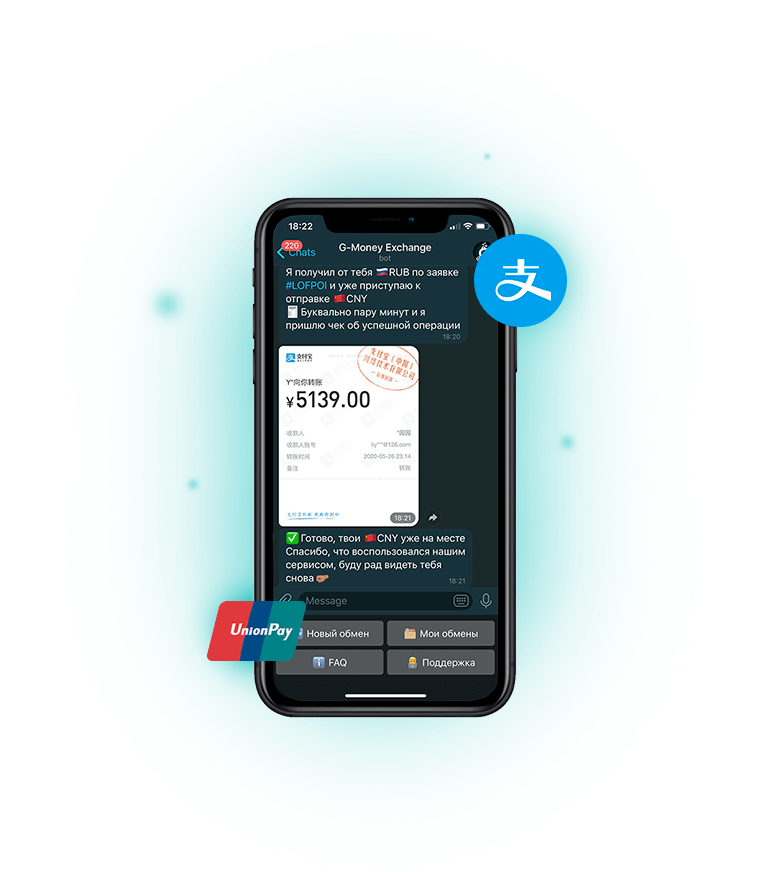 18:22
220
Chats
G-Money Exchange
bot
Я получил от тебя 🇷🇺RUB по заявке
#LOFPOI и уже приступаю к
отправке 🇨🇳CNY
🧾 Буквально пару минут и я
пришлю чек об успешной операции
18:20
支
支付宝
ALIPAY
支付宝（中国）
网络技术有限公司
Y*向你转账
¥5139.00
收款人 *园园
收款人账号 sy***@126.com
转账时间 2020-05-26 23:14
备注 转账
18:21
✅ Готово, твои 🇨🇳CNY уже на месте
Спасибо, что воспользовался нашим
сервисом, буду рад видеть тебя
снова🤛
18:21
Message
UnionPay
Новый обмен
Мои обмены
ℹ️ FAQ
Поддержка